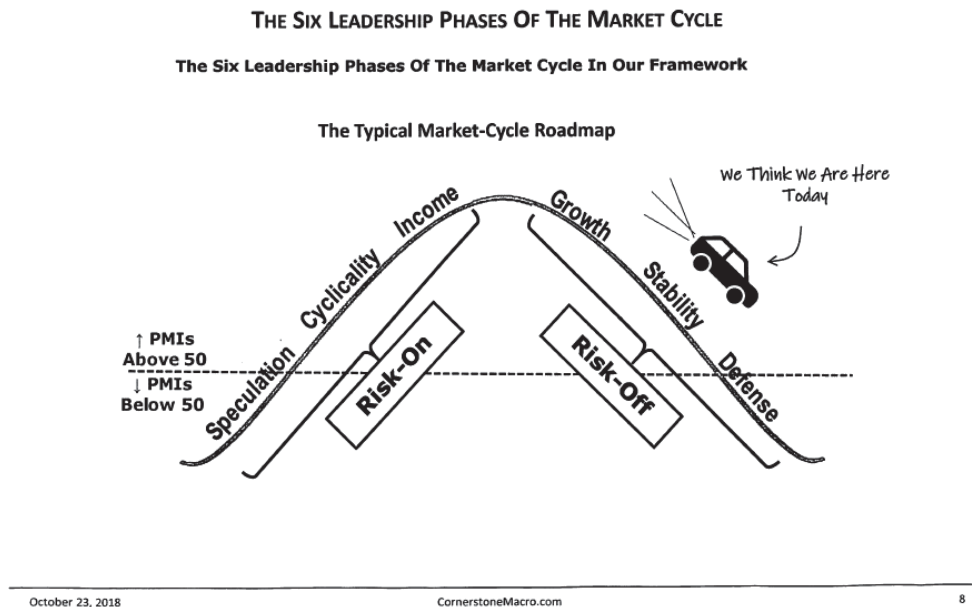 THE SIX LEADERSHIP PHASES OF THE MARKET CYCLE
The Six Leadership Phases Of The Market Cycle In Our Framework
The Typical Market-Cycle Roadmap
We Think We Are Here
Today
Speculation
Cyclicality
Income
Growth
Stability
Defense
↑ PMIs
Above 50
↓ PMIs
Below 50
Risk-On
Risk-Off
October 23, 2018
CornerstoneMacro.com
8